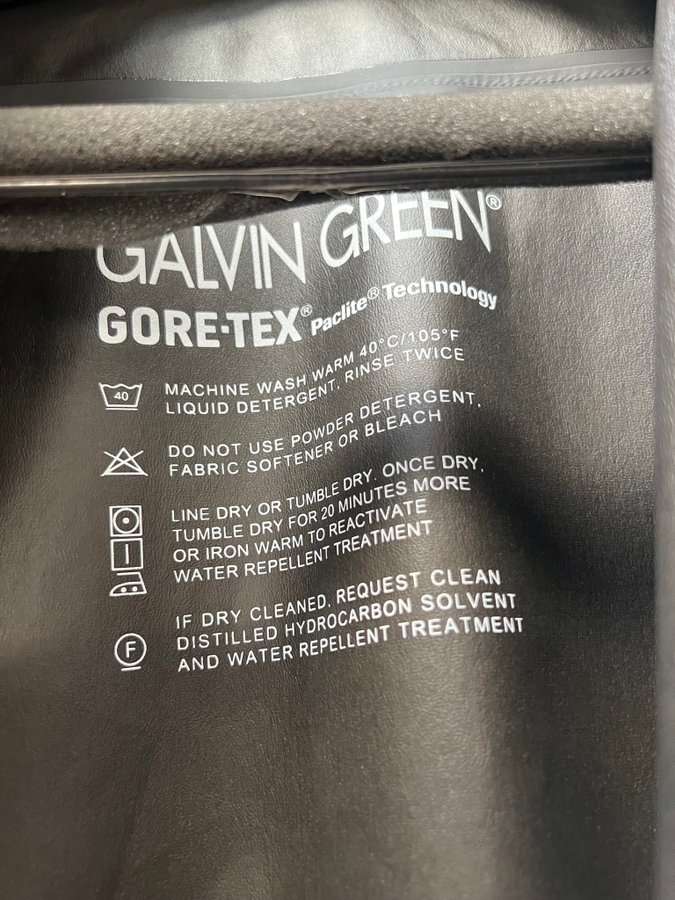 GALVIN GREEN®
GORE-TEX® Paclite® Technology
40
MACHINE WASH WARM 40°C/105°F
LIQUID DETERGENT, RINSE TWICE
DO NOT USE POWDER DETERGENT,
FABRIC SOFTENER OR BLEACH
LINE DRY OR TUMBLE DRY. ONCE DRY,
TUMBLE DRY FOR 20 MINUTES MORE
OR IRON WARM TO REACTIVATE
WATER REPELLENT TREATMENT
IF DRY CLEANED, REQUEST CLEAN
DISTILLED HYDROCARBON SOLVENT
AND WATER REPELLENT TREATMENT
F